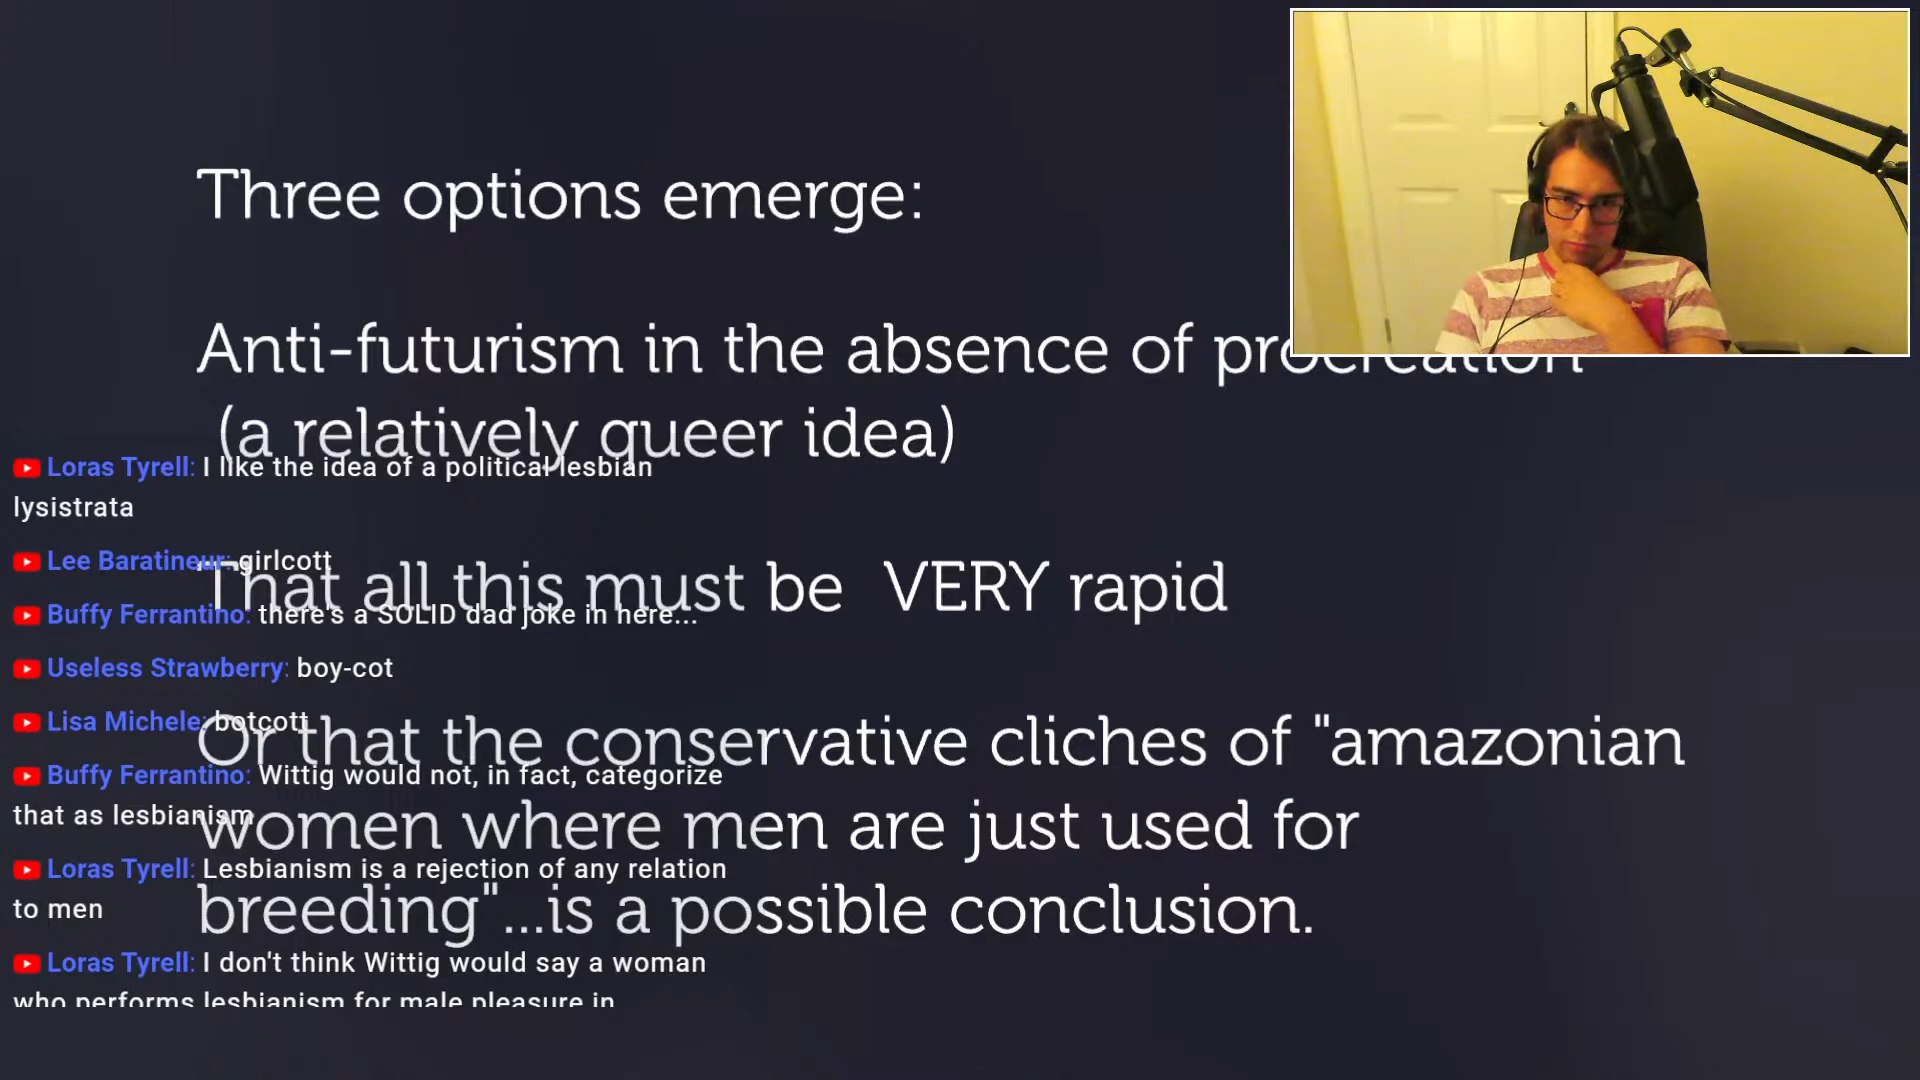 Three options emerge:
Anti-futurism in the absence of procreation
(a relatively queer idea)
That all this must be VERY rapid
Or that the conservative cliches of "amazonian
women where men are just used for
breeding"...is a possible conclusion.
Loras Tyrell: I like the idea of a political lesbian
lysistrata
Lee Baratineur: girlcott
Buffy Ferrantino: there's a SOLID dad joke in here...
Useless Strawberry: boy-cot
Lisa Michele: botcott
Buffy Ferrantino: Wittig would not, in fact, categorize
that as lesbianism
Loras Tyrell: Lesbianism is a rejection of any relation
to men
Loras Tyrell: I don't think Wittig would say a woman
who performs lesbianism for male pleasure in